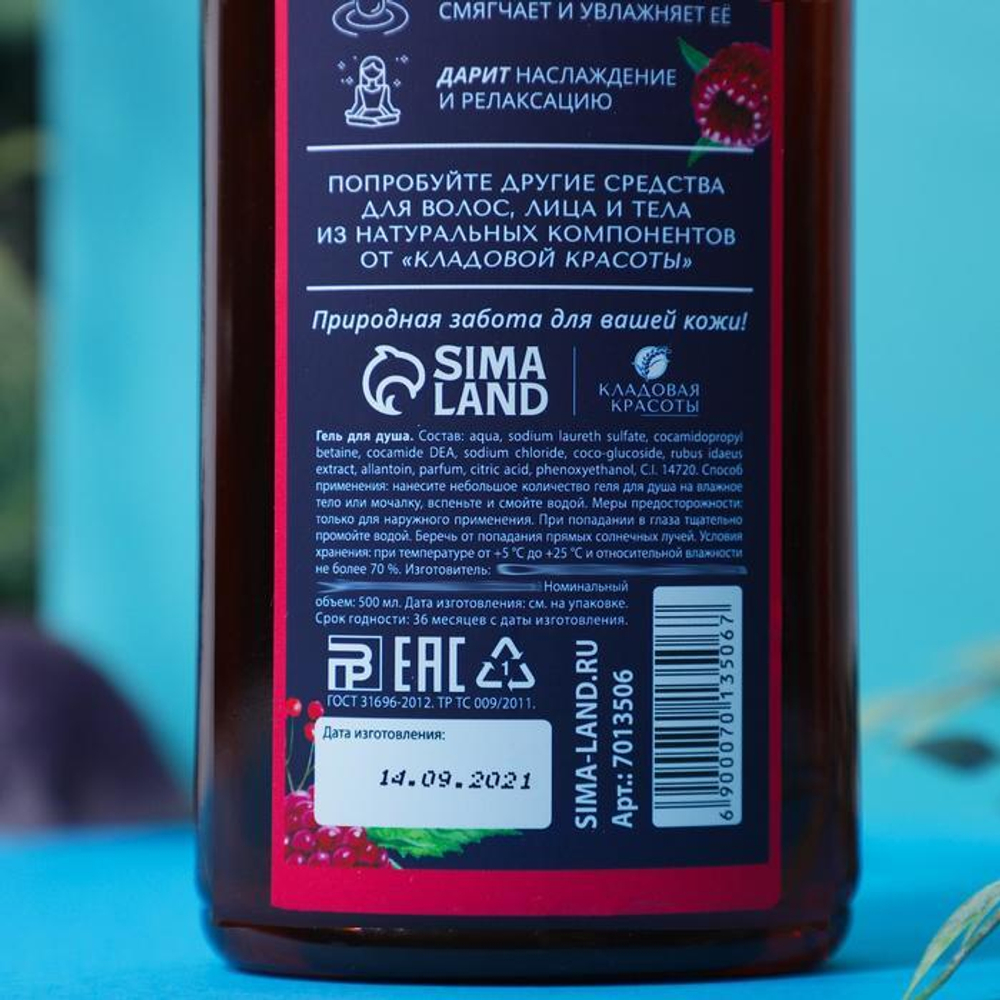 СМЯГЧАЕТ И УВЛАЖНЯЕТ ЕЁ
ДАРИТ НАСЛАЖДЕНИЕ
И РЕЛАКСАЦИЮ
ПОПРОБУЙТЕ ДРУГИЕ СРЕДСТВА
ДЛЯ ВОЛОС, ЛИЦА И ТЕЛА
ИЗ НАТУРАЛЬНЫХ КОМПОНЕНТОВ
ОТ «КЛАДОВОЙ КРАСОТЫ»
Природная забота для вашей кожи!
SIMA
LAND
КЛАДОВАЯ
КРАСОТЫ
Гель для душа. Состав: aqua, sodium laureth sulfate, cocamidopropyl
betaine, cocamide DEA, sodium chloride, coco-glucoside, rubus idaeus
extract, allantoin, parfum, citric acid, phenoxyethanol, C.I. 14720. Способ
применения: нанесите небольшое количество геля для душа на влажное
тело или мочалку, вспеньте и смойте водой. Меры предосторожности:
только для наружного применения. При попадании в глаза тщательно
промойте водой. Беречь от попадания прямых солнечных лучей. Условия
хранения: при температуре от +5 °C до +25 °C и относительной влажности
не более 70 %. Изготовитель:
Номинальный
объем: 500 мл. Дата изготовления: см. на упаковке.
Срок годности: 36 месяцев с даты изготовления.
EAC
1
ГОСТ 31696-2012. ТР ТС 009/2011.
Дата изготовления:
14.09.2021
SIMA-LAND.RU
Арт.: 7013506
6 900070 135067